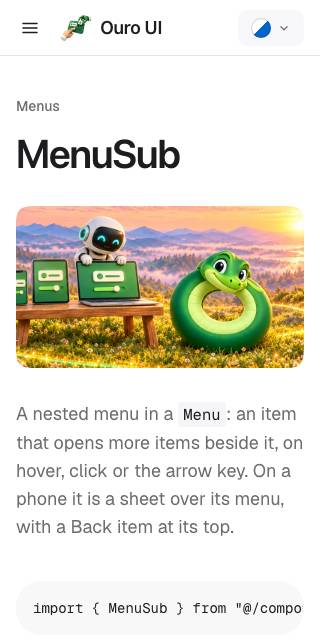 Ouro UI
Menus
MenuSub
A nested menu in a Menu: an item
that opens more items beside it, on
hover, click or the arrow key. On a
phone it is a sheet over its menu,
with a Back item at its top.
import { MenuSub } from "@/compo